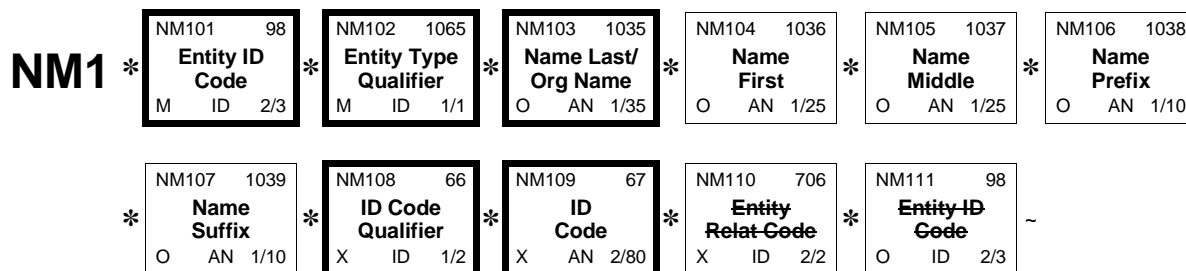 NM101 98 NM102 1065 NM103 1035 NM104 1036 NM105 1037 NM106 1038
NM1 * Entity ID Code * Entity Type Qualifier * Name Last/ Org Name * Name First * Name Middle * Name Prefix
M ID 2/3 M ID 1/1 O AN 1/35 O AN 1/25 O AN 1/25 O AN 1/10
NM107 1039 NM108 66 NM109 67 NM110 706 NM111 98
* Name Suffix * ID Code Qualifier * ID Code * Entity Relat Code * Entity ID Code ~
O AN 1/10 X ID 1/2 X AN 2/80 X ID 2/2 O ID 2/3